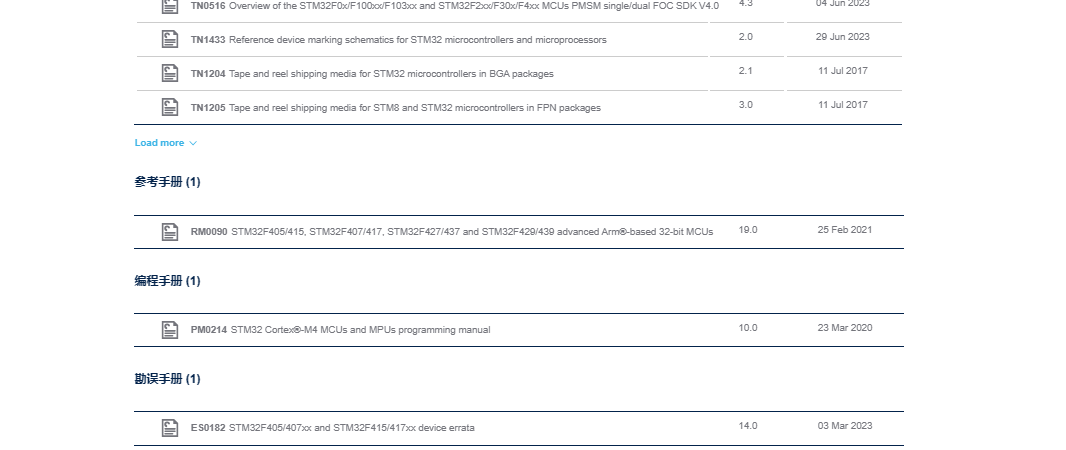 TN0516 Overview of the STM32F0x/F100xx/F103xx and STM32F2xx/F30x/F4xx MCUs PMSM single/dual FOC SDK V4.0 4.3 04 Jun 2023
TN1433 Reference device marking schematics for STM32 microcontrollers and microprocessors 2.0 29 Jun 2023
TN1204 Tape and reel shipping media for STM32 microcontrollers in BGA packages 2.1 11 Jul 2017
TN1205 Tape and reel shipping media for STM8 and STM32 microcontrollers in FPN packages 3.0 11 Jul 2017
Load more
参考手册 (1)
RM0090 STM32F405/415, STM32F407/417, STM32F427/437 and STM32F429/439 advanced Arm®-based 32-bit MCUs 19.0 25 Feb 2021
编程手册 (1)
PM0214 STM32 Cortex®-M4 MCUs and MPUs programming manual 10.0 23 Mar 2020
勘误手册 (1)
ES0182 STM32F405/407xx and STM32F415/417xx device errata 14.0 03 Mar 2023